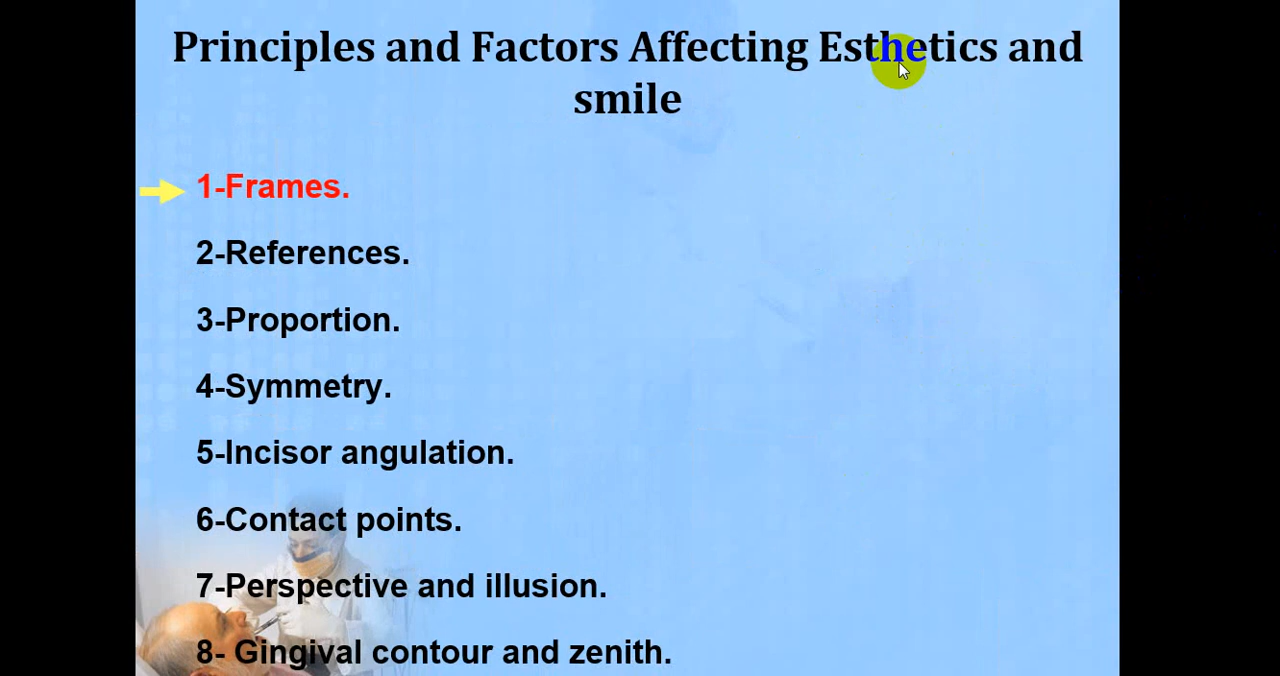 Principles and Factors Affecting Esthetics and
smile
1-Frames.
2-References.
3-Proportion.
4-Symmetry.
5-Incisor angulation.
6-Contact points.
7-Perspective and illusion.
8- Gingival contour and zenith.